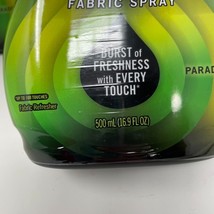 FABRIC SPRAY
BURST of
FRESHNESS
with EVERY
TOUCH*
PARAD
Fabric Refresher
500 mL (16.9 FL OZ)